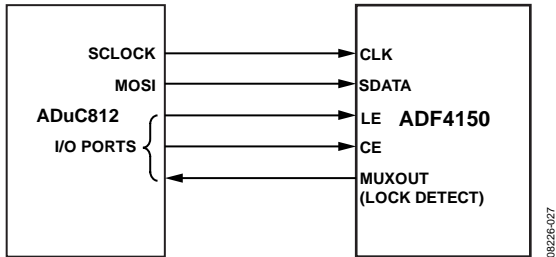 SCLOCK
MOSI
ADuC812
I/O PORTS
CLK
SDATA
LE
ADF4150
CE
MUXOUT
(LOCK DETECT)
08226-027